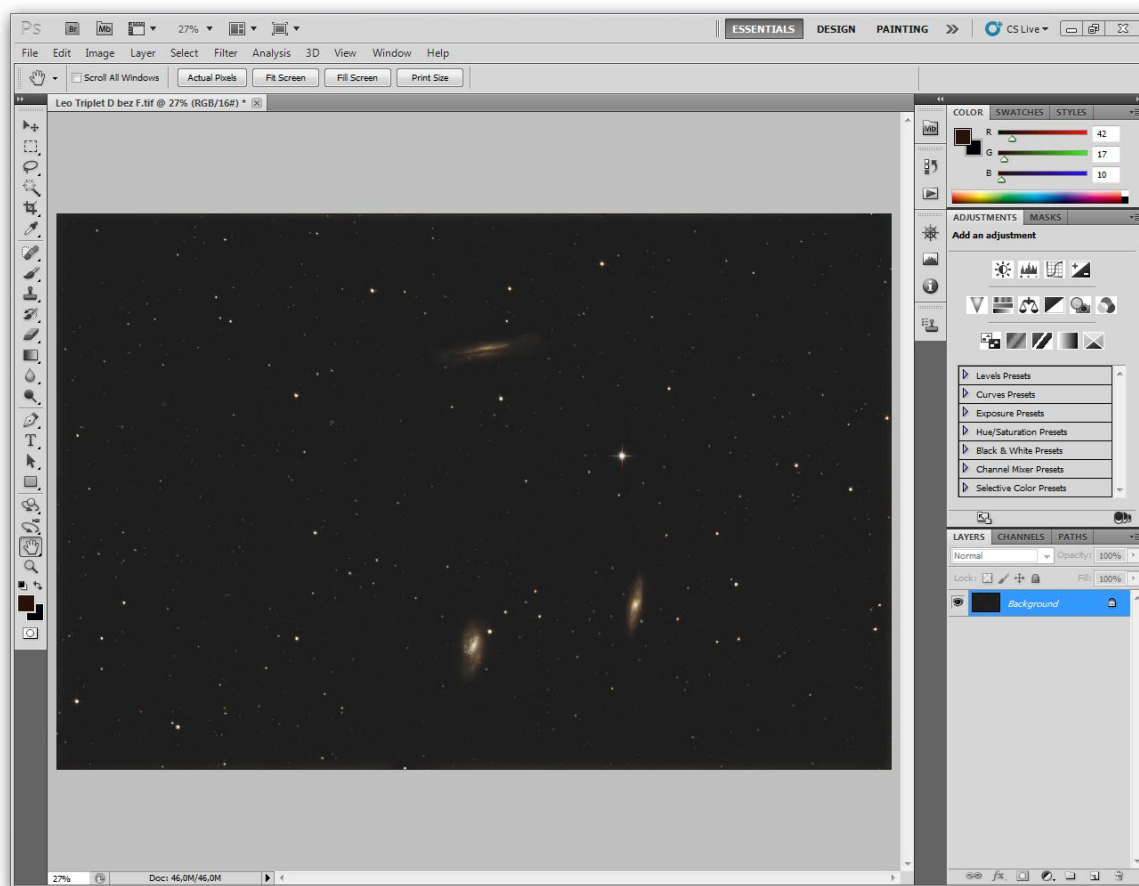 Ps Br Mb 27% ESSENTIALS DESIGN PAINTING CS Live
File Edit Image Layer Select Filter Analysis 3D View Window Help
Scroll All Windows Actual Pixels Fit Screen Fill Screen Print Size
Leo Triplet D bez F.tif @ 27% (RGB/16#) *
COLOR SWATCHES STYLES
Mb
R 42
G 17
B 10
ADJUSTMENTS MASKS
Add an adjustment
Levels Presets
Curves Presets
Exposure Presets
Hue/Saturation Presets
Black & White Presets
Channel Mixer Presets
Selective Color Presets
LAYERS CHANNELS PATHS
Normal Opacity: 100%
Lock: Fill: 100%
Background
27% Doc: 46,0M/46,0M
fx